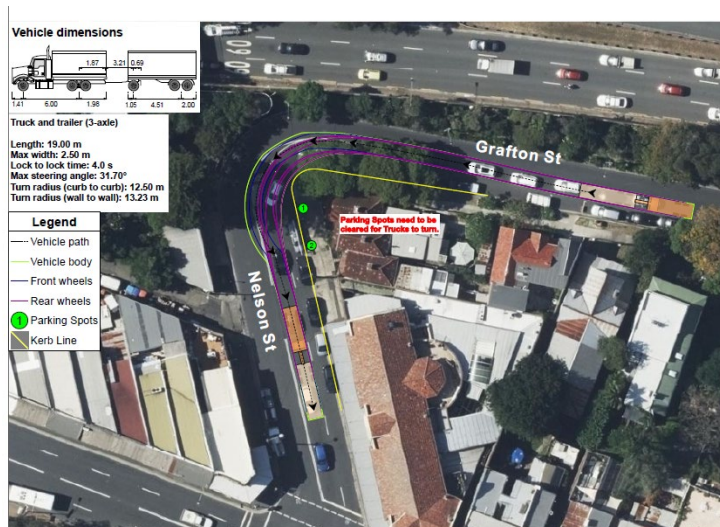 Vehicle dimensions
1.87 3.21 0.69
1.41 6.00 1.98 1.05 4.51 2.00
Truck and trailer (3-axle)
Length: 19.00 m
Max width: 2.50 m
Lock to lock time: 4.0 s
Max steering angle: 31.70°
Turn radius (curb to curb): 12.50 m
Turn radius (wall to wall): 13.23 m
Legend
Vehicle path
Vehicle body
Front wheels
Rear wheels
1 Parking Spots
Kerb Line
60 60
Grafton St
1
Parking Spots need to be
cleared for Trucks to turn.
2
Nelson St